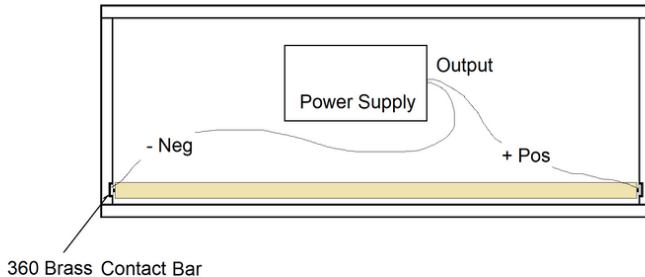 Output
Power Supply
- Neg
+ Pos
360 Brass Contact Bar